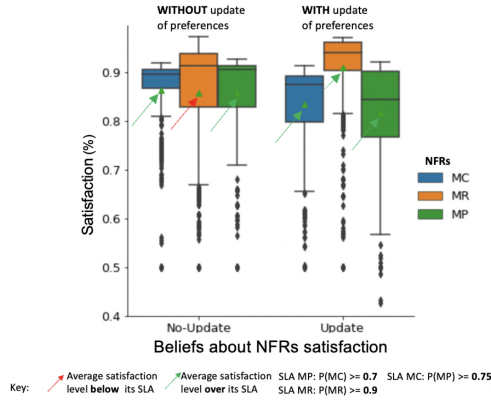 WITHOUT update
of preferences
WITH update
of preferences
0.9
0.8
0.7
0.6
0.5
0.4
Satisfaction (%)
NFRs
MC
MR
MP
No-Update
Update
Beliefs about NFRs satisfaction
Key:
Average satisfaction
level below its SLA
Average satisfaction
level over its SLA
SLA MP: P(MC) >= 0.7 SLA MC: P(MP) >= 0.75
SLA MR: P(MR) >= 0.9